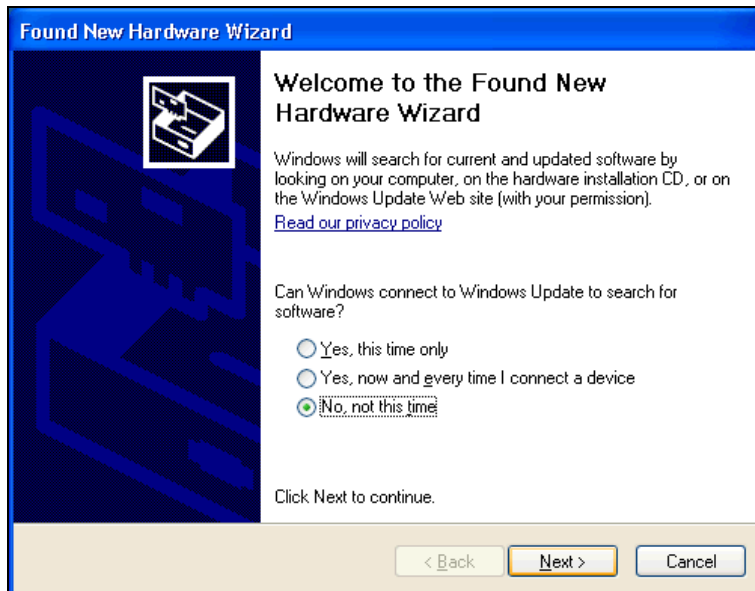 Found New Hardware Wizard
Welcome to the Found New
Hardware Wizard
Windows will search for current and updated software by
looking on your computer, on the hardware installation CD, or on
the Windows Update Web site (with your permission).
Read our privacy policy
Can Windows connect to Windows Update to search for
software?
Yes, this time only
Yes, now and every time I connect a device
No, not this time
Click Next to continue.
< Back
Next >
Cancel